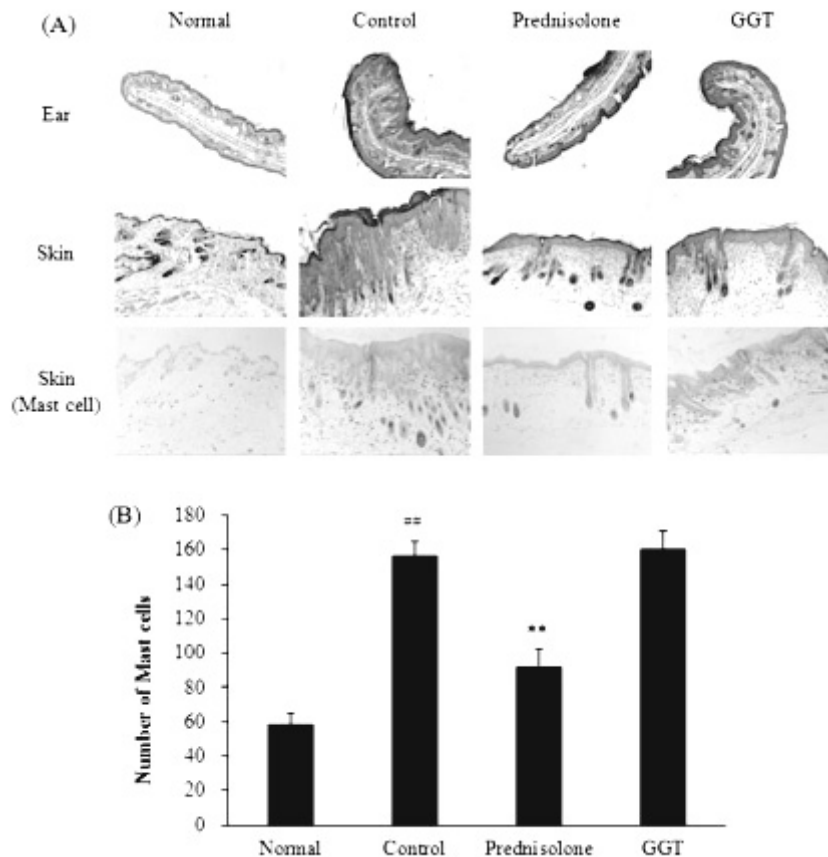 (A)
Normal Control Prednisolone GGT
Ear
Skin
Skin
(Mast cell)
(B)
Number of Mast cells
180
160
140
120
100
80
60
40
20
0
##
**
Normal Control Prednisolone GGT